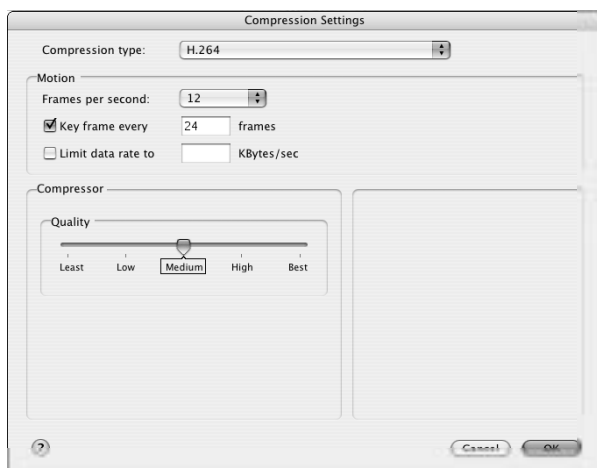 Compression Settings
Compression type: H.264
Motion
Frames per second: 12
Key frame every 24 frames
Limit data rate to KBytes/sec
Compressor
Quality
Least Low Medium High Best
? Cancel OK